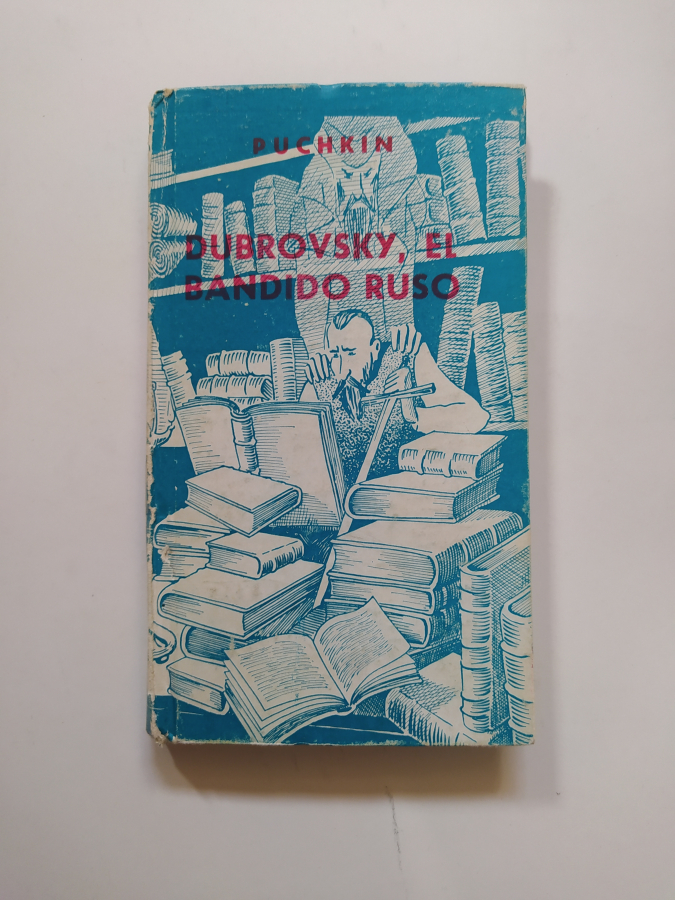 PUCHKIN
DUBROVSKY, EL
BANDIDO RUSO